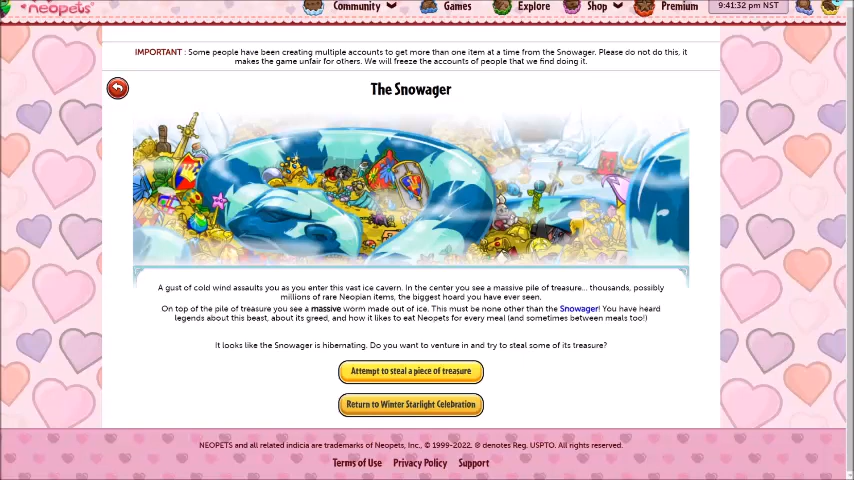 neopets
Community
Games
Explore
Shop
Premium
9:41:32 pm NST
IMPORTANT : Some people have been creating multiple accounts to get more than one item at a time from the Snowager. Please do not do this, it
makes the game unfair for others. We will freeze the accounts of people that we find doing it.
The Snowager
A gust of cold wind assaults you as you enter this vast ice cavern. In the center you see a massive pile of treasure... thousands, possibly
millions of rare Neopian items, the biggest hoard you have ever seen.
On top of the pile of treasure you see a massive worm made out of ice. This must be none other than the Snowager! You have heard
legends about this beast, about its greed, and how it likes to eat Neopets for every meal (and sometimes between meals too!)
It looks like the Snowager is hibernating. Do you want to venture in and try to steal some of its treasure?
Attempt to steal a piece of treasure
Return to Winter Starlight Celebration
NEOPETS and all related indicia are trademarks of Neopets, Inc., © 1999-2022. ® denotes Reg. USPTO. All rights reserved.
Terms of Use Privacy Policy Support